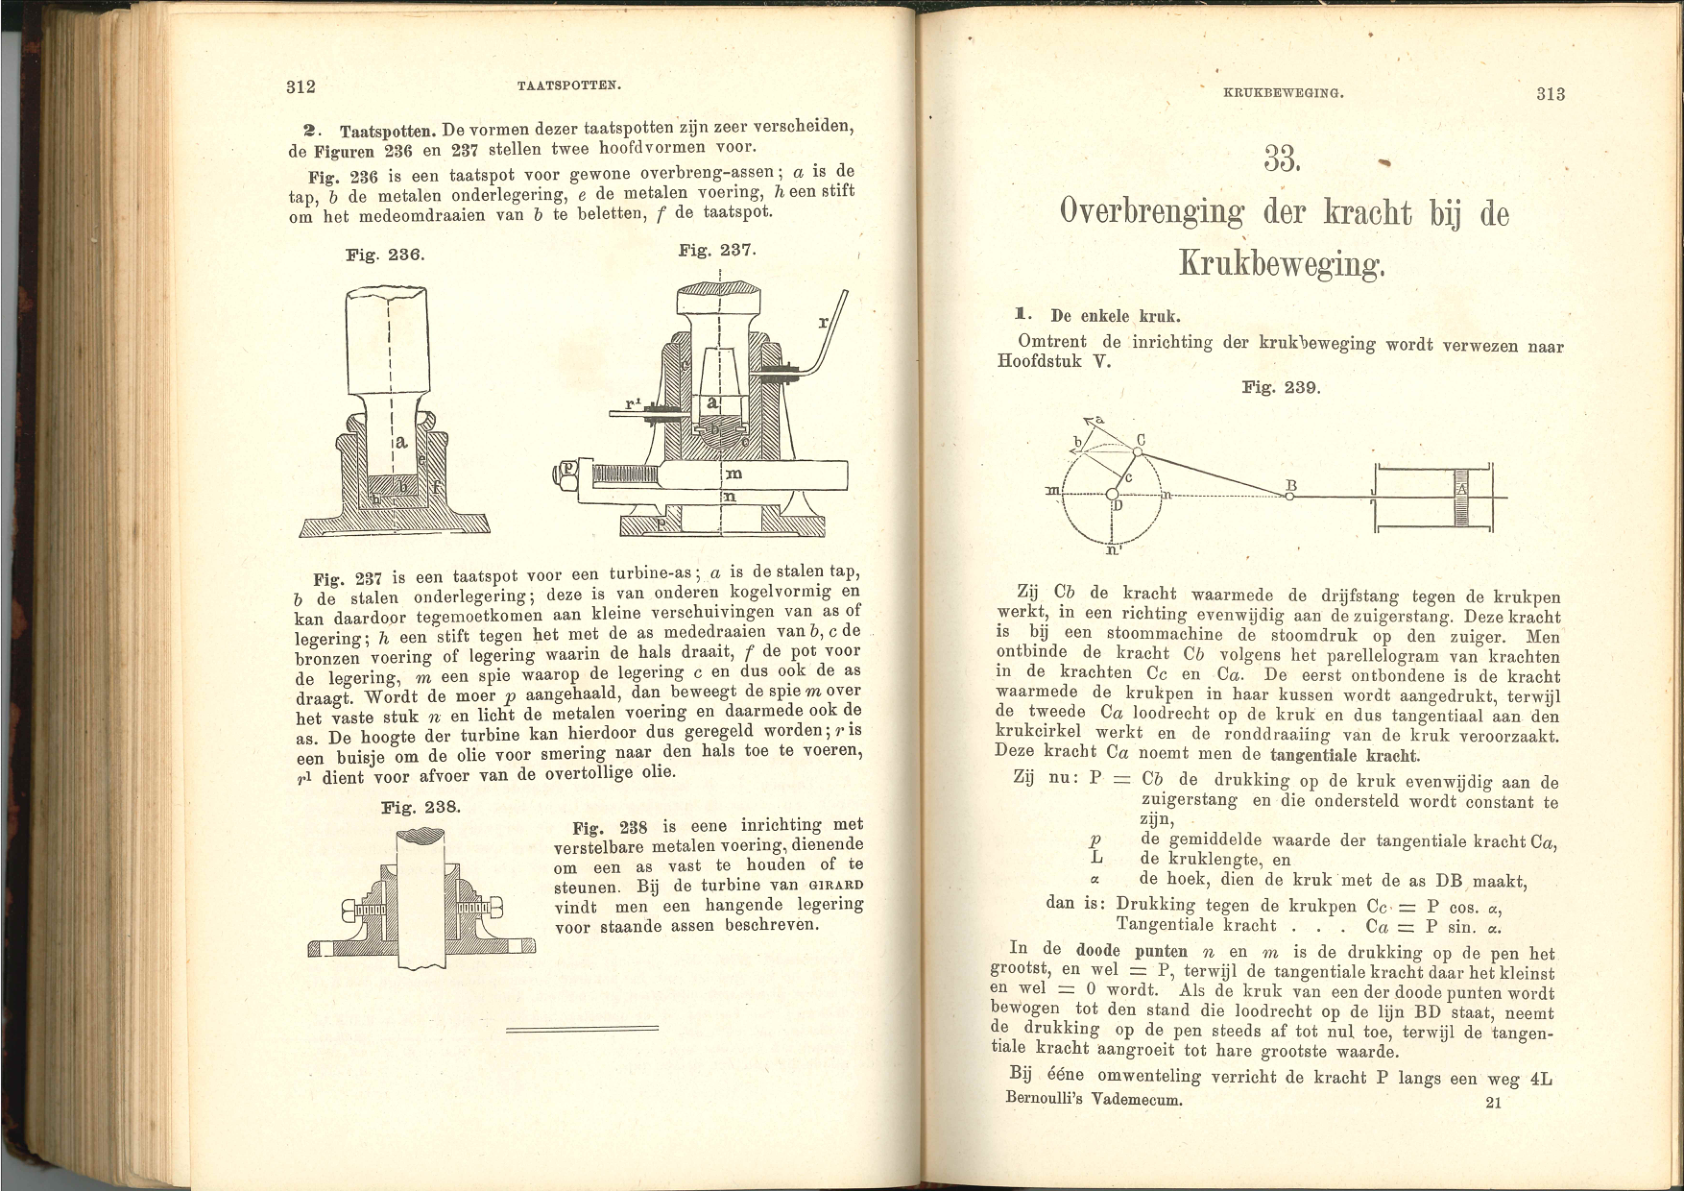 312
TAATSPOTTEN.
2. Taatspotten. De vormen dezer taatspotten zijn zeer verscheiden,
de Figuren 236 en 237 stellen twee hoofdvormen voor.
Fig. 236 is een taatspot voor gewone overbreng-assen; a is de
tap, b de metalen onderlegering, e de metalen voering, h een stift
om het medeomdraaien van b te beletten, f de taatspot.
Fig. 236.
a
e
b
h
f
Fig. 237.
r
e
r¹
a
b
c
p
m
n
P
Fig. 237 is een taatspot voor een turbine-as; a is de stalen tap,
b de stalen onderlegering; deze is van onderen kogelvormig en
kan daardoor tegemoetkomen aan kleine verschuivingen van as of
legering; h een stift tegen het met de as mededraaien van b, c de
bronzen voering of legering waarin de hals draait, f de pot voor
de legering, m een spie waarop de legering c en dus ook de as
draagt. Wordt de moer p aangehaald, dan beweegt de spie m over
het vaste stuk n en licht de metalen voering en daarmede ook de
as. De hoogte der turbine kan hierdoor dus geregeld worden; r is
een buisje om de olie voor smering naar den hals toe te voeren,
r¹ dient voor afvoer van de overtollige olie.
Fig. 238.
Fig. 238 is eene inrichting met
verstelbare metalen voering, dienende
om een as vast te houden of te
steunen. Bij de turbine van GIRARD
vindt men een hangende legering
voor staande assen beschreven.
KRUKBEWEGING.
313
33.
Overbrenging der kracht bij de
Krukbeweging.
1. De enkele kruk.
Omtrent de inrichting der krukbeweging wordt verwezen naar
Hoofdstuk V.
Fig. 239.
a
b
C
c
m
D
n
B
A
n'
Zij Cb de kracht waarmede de drijfstang tegen de krukpen
werkt, in een richting evenwijdig aan de zuigerstang. Deze kracht
is bij een stoommachine de stoomdruk op den zuiger. Men
ontbinde de kracht Cb volgens het parellelogram van krachten
in de krachten Cc en Ca. De eerst ontbondene is de kracht
waarmede de krukpen in haar kussen wordt aangedrukt, terwijl
de tweede Ca loodrecht op de kruk en dus tangentiaal aan den
krukcirkel werkt en de ronddraaiing van de kruk veroorzaakt.
Deze kracht Ca noemt men de tangentiale kracht.
Zij nu: P = Cb de drukking op de kruk evenwijdig aan de
zuigerstang en die ondersteld wordt constant te
zijn,
p de gemiddelde waarde der tangentiale kracht Ca,
L de kruklengte, en
α de hoek, dien de kruk met de as DB maakt,
dan is: Drukking tegen de krukpen Cc = P cos. α,
Tangentiale kracht . . . Ca = P sin. α.
In de doode punten n en m is de drukking op de pen het
grootst, en wel = P, terwijl de tangentiale kracht daar het kleinst
en wel = 0 wordt. Als de kruk van een der doode punten wordt
bewogen tot den stand die loodrecht op de lijn BD staat, neemt
de drukking op de pen steeds af tot nul toe, terwijl de tangen-
tiale kracht aangroeit tot hare grootste waarde.
Bij ééne omwenteling verricht de kracht P langs een weg 4L
Bernoulli's Vademecum.
21